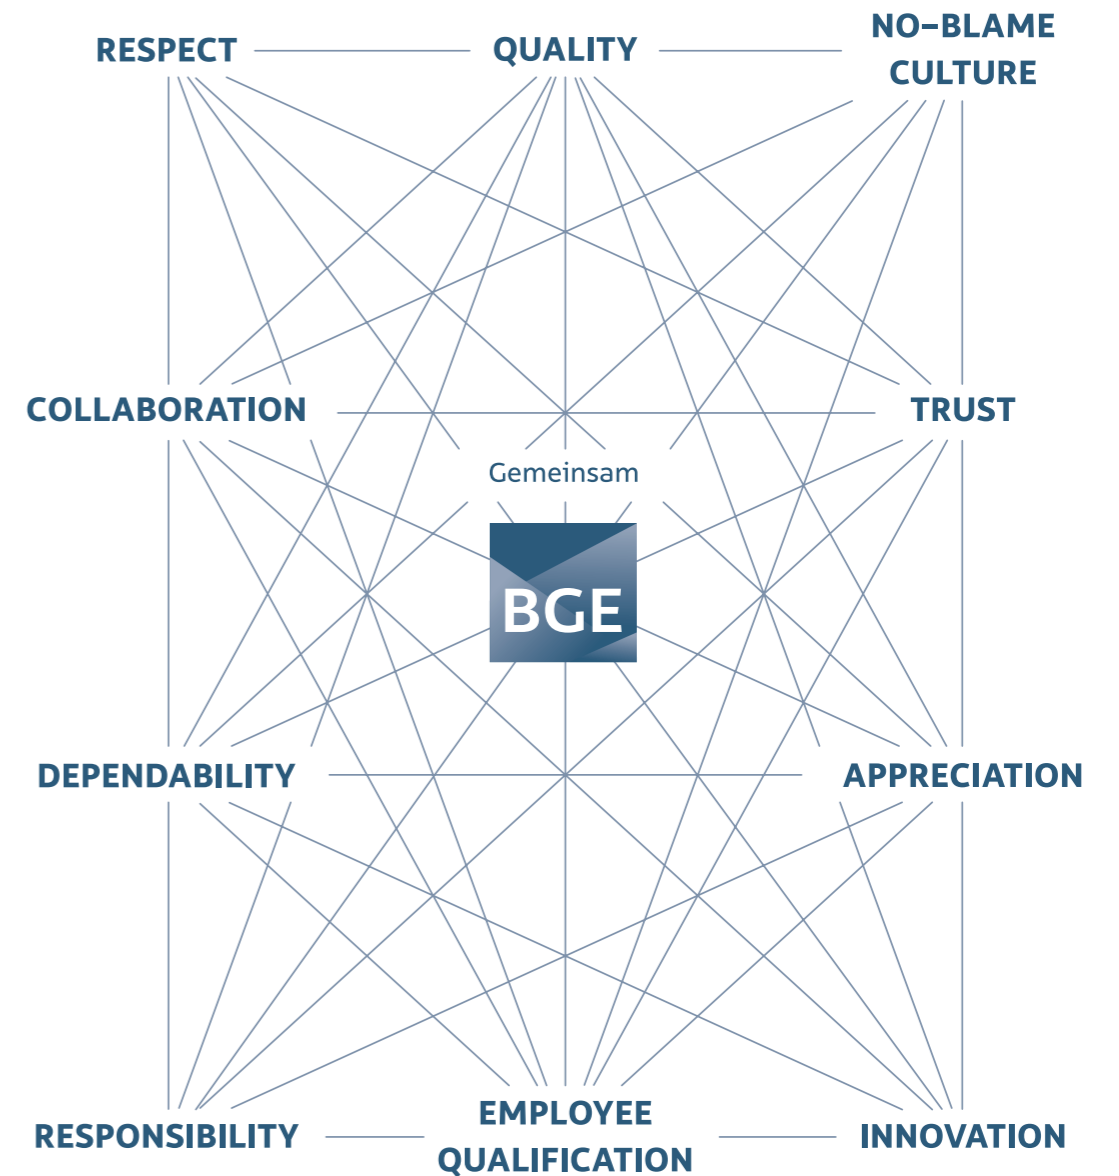 RESPECT
QUALITY
NO–BLAME
CULTURE
COLLABORATION
TRUST
Gemeinsam
BGE
DEPENDABILITY
APPRECIATION
RESPONSIBILITY
EMPLOYEE
QUALIFICATION
INNOVATION